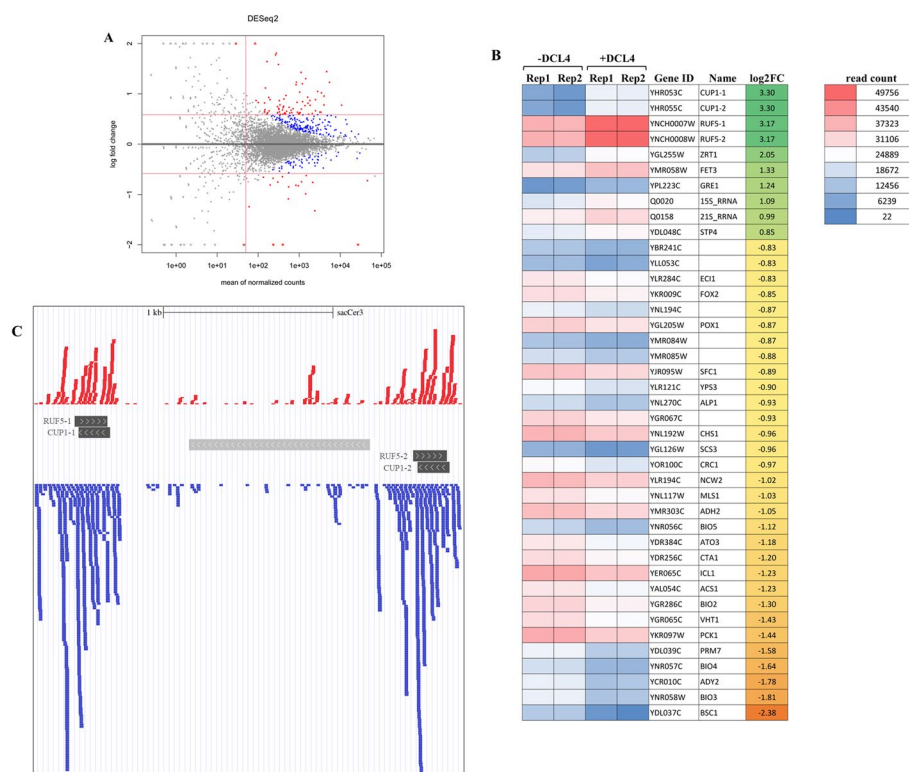 DESeq2
A
log fold change
2
1
0
−1
−2
1e+00 1e+01 1e+02 1e+03 1e+04 1e+05
mean of normalized counts
B
-DCL4 +DCL4
Rep1 Rep2 Rep1 Rep2 Gene ID Name log2FC
YHR053C CUP1-1 3.30
YHR055C CUP1-2 3.30
YNCH0007W RUF5-1 3.17
YNCH0008W RUF5-2 3.17
YGL255W ZRT1 2.05
YMR058W FET3 1.33
YPL223C GRE1 1.24
Q0020 15S_RRNA 1.09
Q0158 21S_RRNA 0.99
YDL048C STP4 0.85
YBR241C -0.83
YLL053C -0.83
YLR284C ECI1 -0.83
YKR009C FOX2 -0.85
YNL194C -0.87
YGL205W POX1 -0.87
YMR084W -0.87
YMR085W -0.88
YJR095W SFC1 -0.89
YLR121C YPS3 -0.90
YNL270C ALP1 -0.93
YGR067C -0.93
YNL192W CHS1 -0.96
YGL126W SCS3 -0.96
YOR100C CRC1 -0.97
YLR194C NCW2 -1.02
YNL117W MLS1 -1.03
YMR303C ADH2 -1.05
YNR056C BIO5 -1.12
YDR384C ATO3 -1.18
YDR256C CTA1 -1.20
YER065C ICL1 -1.23
YAL054C ACS1 -1.23
YGR286C BIO2 -1.30
YGR065C VHT1 -1.43
YKR097W PCK1 -1.44
YDL039C PRM7 -1.58
YNR057C BIO4 -1.64
YCR010C ADY2 -1.78
YNR058W BIO3 -1.81
YDL037C BSC1 -2.38
read count
49756
43540
37323
31106
24889
18672
12456
6239
22
C
1 kb sacCer3
RUF5-1
CUP1-1
RUF5-2
CUP1-2